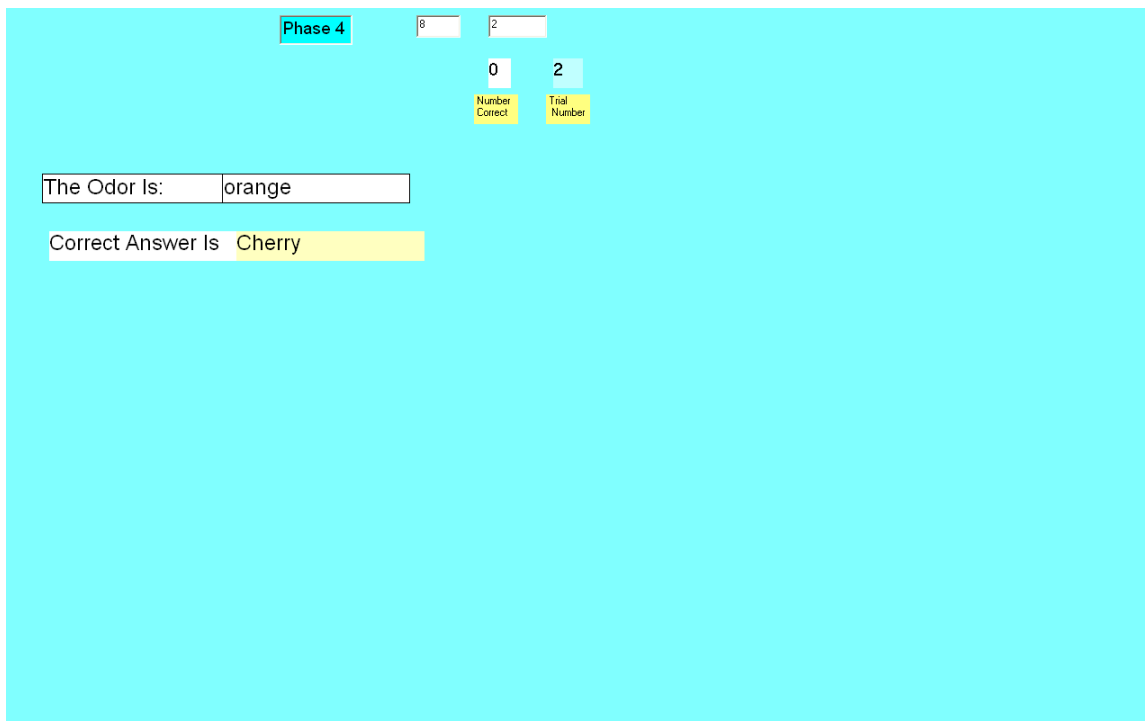 Phase 4 8 2
0 2
Number Trial
Correct Number
The Odor Is: orange
Correct Answer Is Cherry